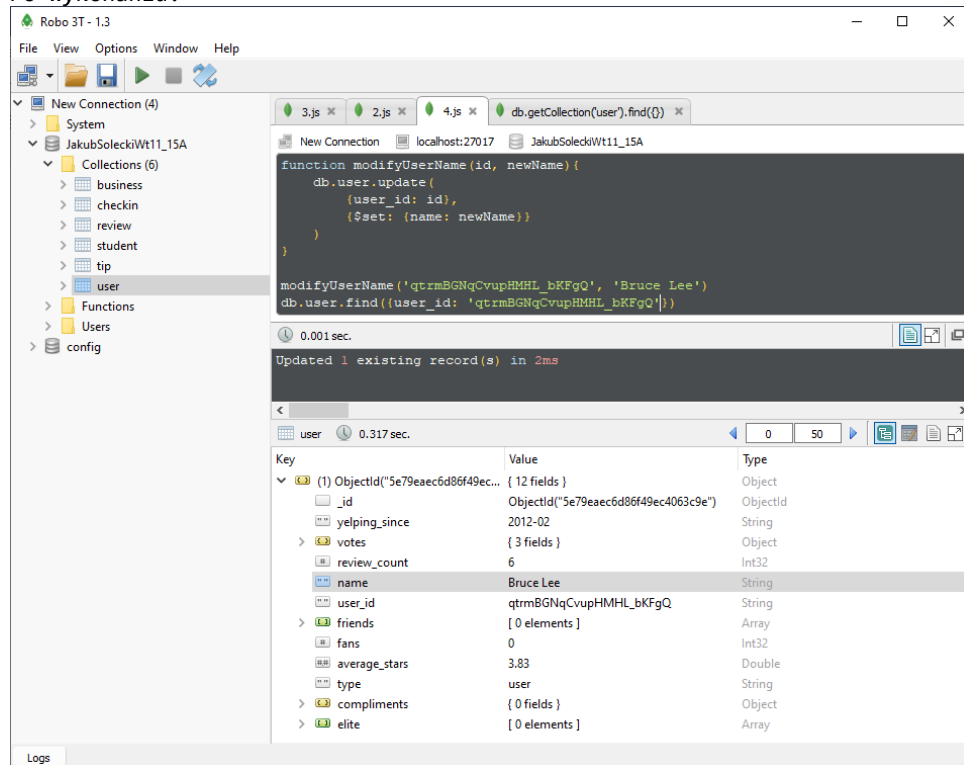 Robo 3T - 1.3
File View Options Window Help
New Connection (4)
System
JakubSoleckiWt11_15A
Collections (6)
business
checkin
review
student
tip
user
Functions
Users
config
3.js
2.js
4.js
db.getCollection('user').find({})
New Connection localhost:27017 JakubSoleckiWt11_15A
function modifyUserName(id, newName){
db.user.update(
{user_id: id},
{$set: {name: newName}}
)
}
modifyUserName('qtrmBGNqCvupHMHL_bKFgQ', 'Bruce Lee')
db.user.find({user_id: 'qtrmBGNqCvupHMHL_bKFgQ'})
0.001 sec.
Updated 1 existing record(s) in 2ms
user 0.317 sec. 0 50
Key Value Type
(1) ObjectId("5e79eaec6d86f49ec... { 12 fields } Object
_id ObjectId("5e79eaec6d86f49ec4063c9e") ObjectId
yelping_since 2012-02 String
votes { 3 fields } Object
review_count 6 Int32
name Bruce Lee String
user_id qtrmBGNqCvupHMHL_bKFgQ String
friends [ 0 elements ] Array
fans 0 Int32
average_stars 3.83 Double
type user String
compliments { 0 fields } Object
elite [ 0 elements ] Array
Logs